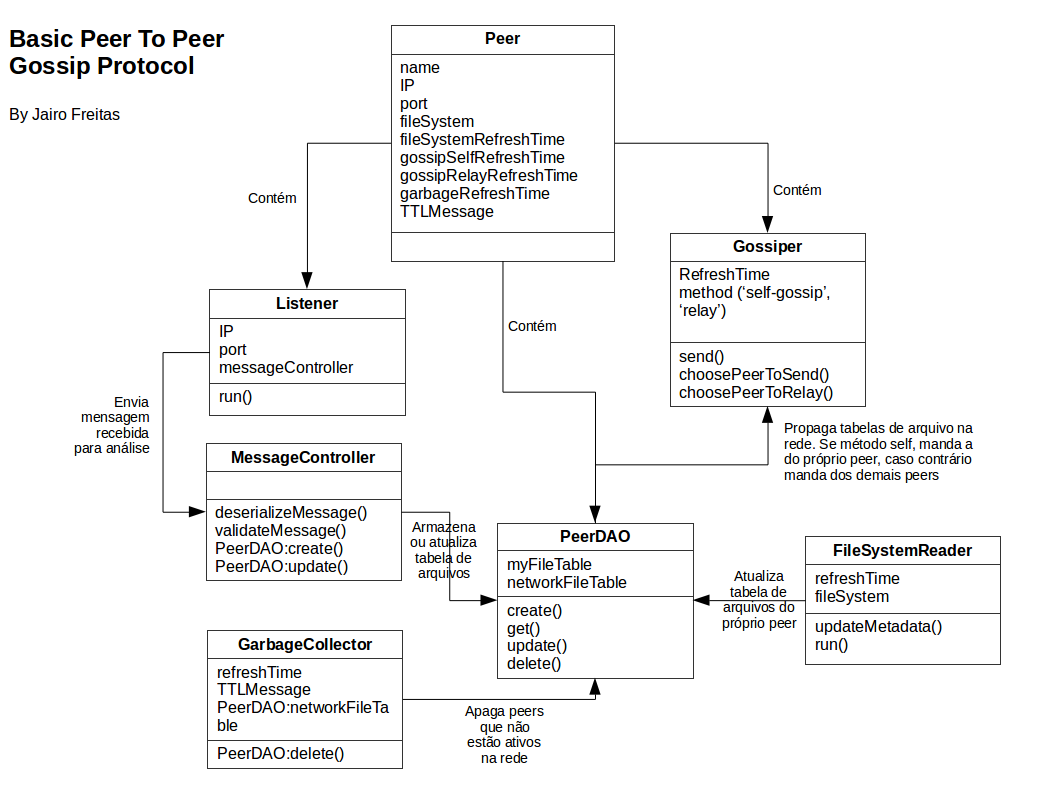 Basic Peer To Peer
Gossip Protocol
By Jairo Freitas
Peer
name
IP
port
fileSystem
fileSystemRefreshTime
gossipSelfRefreshTime
gossipRelayRefreshTime
garbageRefreshTime
TTLMessage
Contém
Contém
Contém
Gossiper
RefreshTime
method (‘self-gossip’,
‘relay’)
send()
choosePeerToSend()
choosePeerToRelay()
Listener
IP
port
messageController
run()
Envia
mensagem
recebida
para análise
Propaga tabelas de arquivo na
rede. Se método self, manda a
do próprio peer, caso contrário
manda dos demais peers
MessageController
deserializeMessage()
validateMessage()
PeerDAO:create()
PeerDAO:update()
Armazena
ou atualiza
tabela de
arquivos
PeerDAO
myFileTable
networkFileTable
create()
get()
update()
delete()
Atualiza
tabela de
arquivos do
próprio peer
FileSystemReader
refreshTime
fileSystem
updateMetadata()
run()
GarbageCollector
refreshTime
TTLMessage
PeerDAO:networkFileTa
ble
PeerDAO:delete()
Apaga peers
que não
estão ativos
na rede